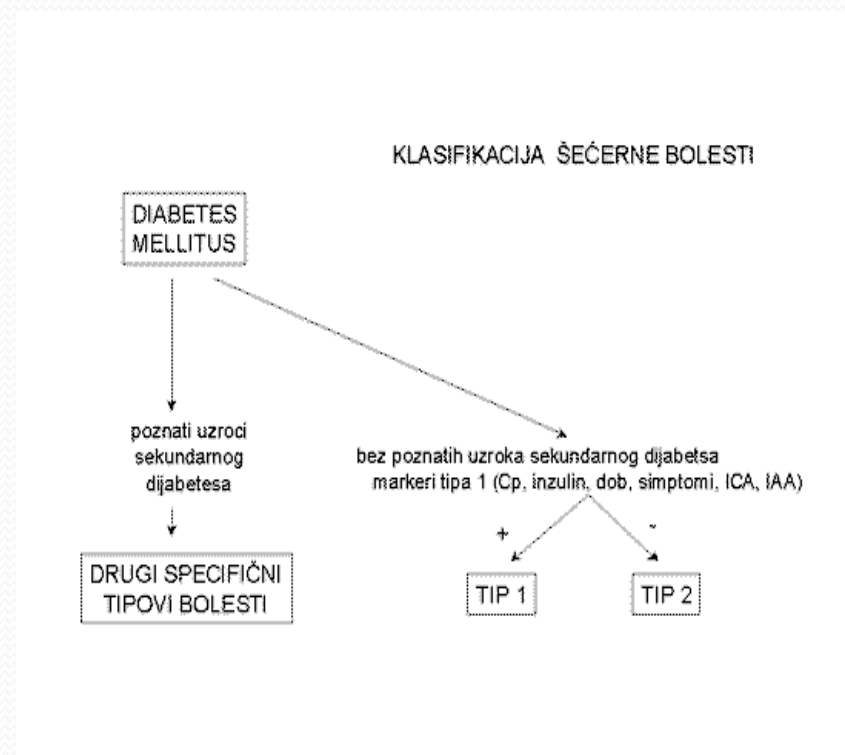 KLASIFIKACIJA ŠEĆERNE BOLESTI
DIABETES
MELLITUS
poznati uzroci
sekundarnog
dijabetesa
bez poznatih uzroka sekundarnog dijabetsa
markeri tipa 1 (Cp, inzulin, dob, simptomi, ICA, IAA)
+
-
DRUGI SPECIFIČNI
TIPOVI BOLESTI
TIP 1
TIP 2